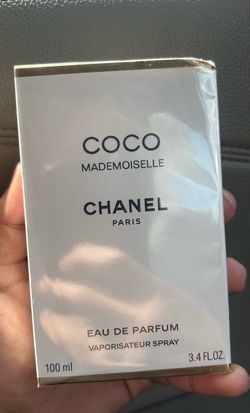 COCO
MADEMOISELLE
CHANEL
PARIS
EAU DE PARFUM
VAPORISATEUR SPRAY
100 ml 3.4 FL.OZ.